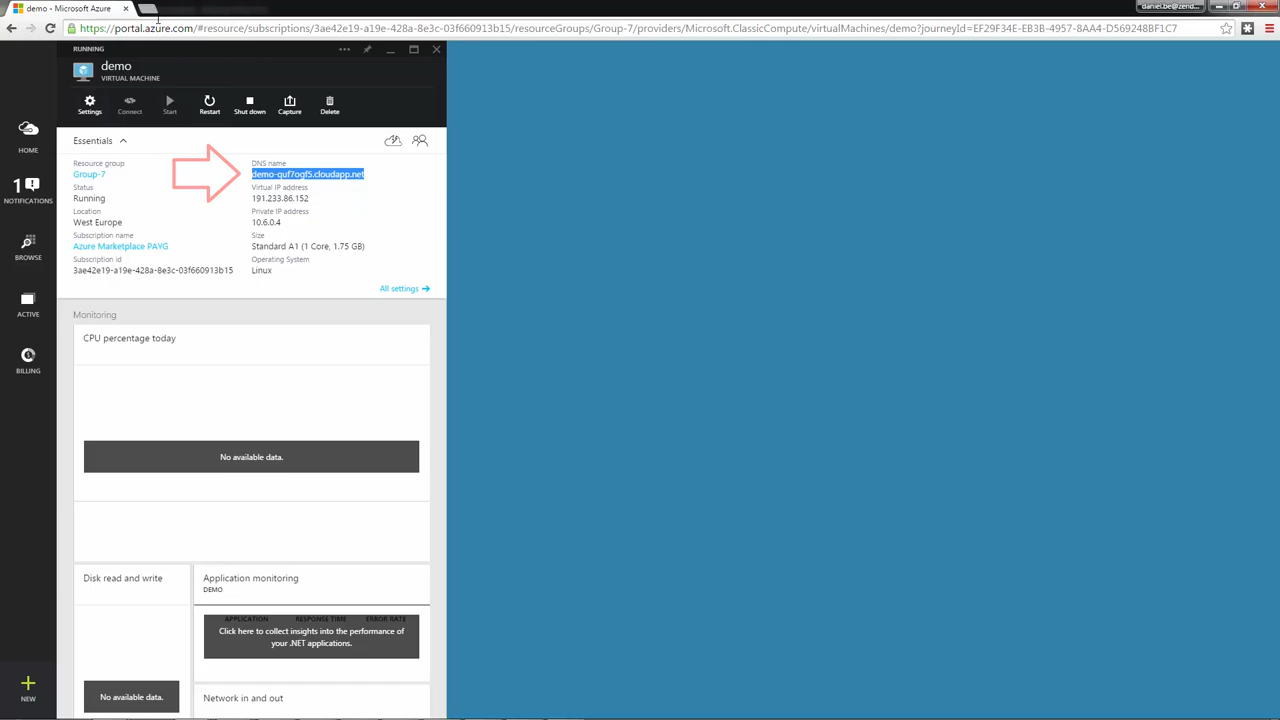 demo - Microsoft Azure
daniel.be@zend...
https://portal.azure.com/#resource/subscriptions/3ae42e19-a19e-428a-8e3c-03f660913b15/resourceGroups/Group-7/providers/Microsoft.ClassicCompute/virtualMachines/demo?journeyId=EF29F34E-EB3B-4957-8AA4-D569248BF1C7
RUNNING
demo
VIRTUAL MACHINE
Settings Connect Start Restart Shut down Capture Delete
HOME
1
NOTIFICATIONS
BROWSE
ACTIVE
BILLING
NEW
Essentials
Resource group
Group-7
Status
Running
Location
West Europe
Subscription name
Azure Marketplace PAYG
Subscription id
3ae42e19-a19e-428a-8e3c-03f660913b15
DNS name
demo-quf7ogf5.cloudapp.net
Virtual IP address
191.233.86.152
Private IP address
10.6.0.4
Size
Standard A1 (1 Core, 1.75 GB)
Operating System
Linux
All settings
Monitoring
CPU percentage today
No available data.
Disk read and write
No available data.
Application monitoring
DEMO
APPLICATION RESPONSE TIME ERROR RATE
Click here to collect insights into the performance of
your .NET applications.
Network in and out